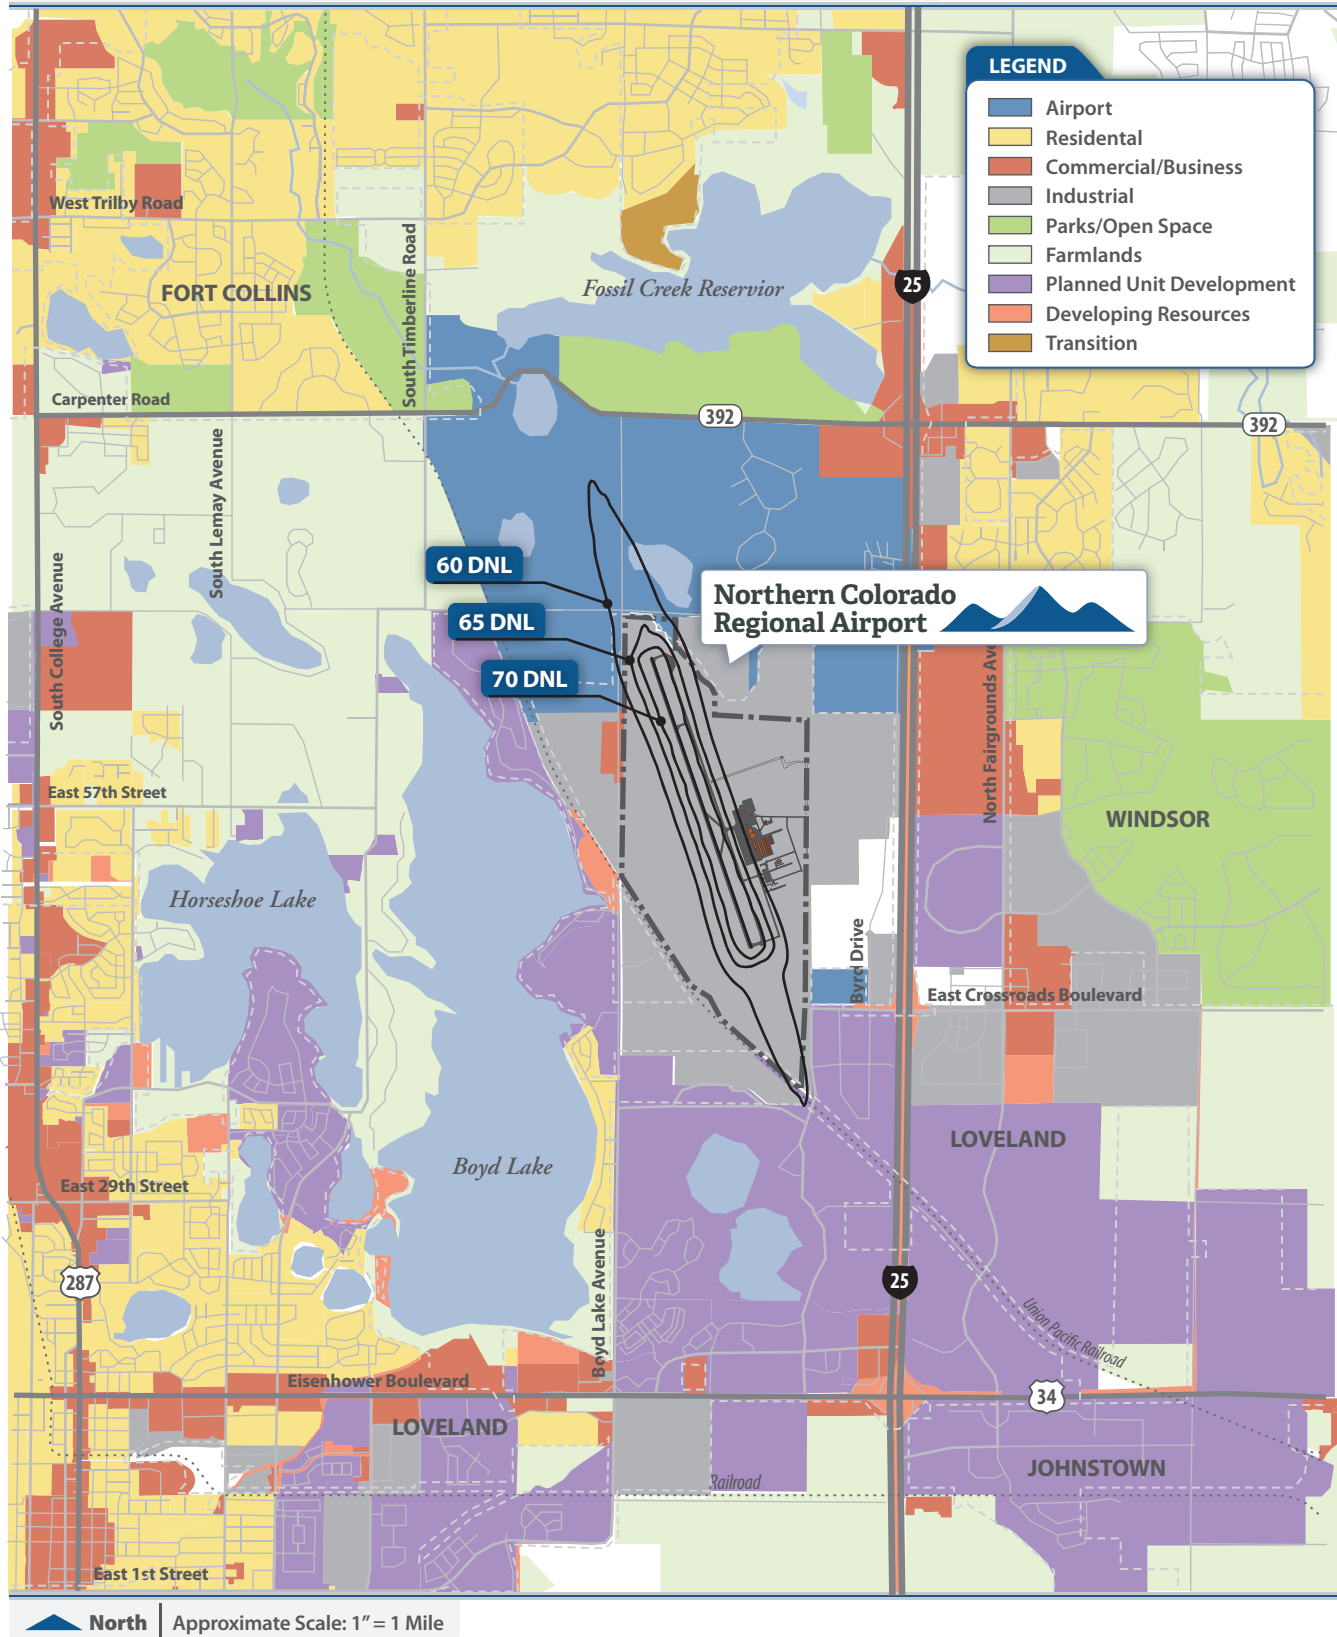 LEGEND
Airport
Residental
Commercial/Business
Industrial
Parks/Open Space
Farmlands
Planned Unit Development
Developing Resources
Transition
West Trilby Road
FORT COLLINS
South Timberline Road
Fossil Creek Reservior
25
Carpenter Road
392
392
South Lemay Avenue
South College Avenue
60 DNL
65 DNL
70 DNL
Northern Colorado
Regional Airport
North Fairgrounds Ave
East 57th Street
WINDSOR
Horseshoe Lake
Byrd Drive
East Crossroads Boulevard
LOVELAND
Boyd Lake
East 29th Street
287
Boyd Lake Avenue
25
Union Pacific Railroad
Eisenhower Boulevard
34
LOVELAND
JOHNSTOWN
Railroad
East 1st Street
North
Approximate Scale: 1” = 1 Mile